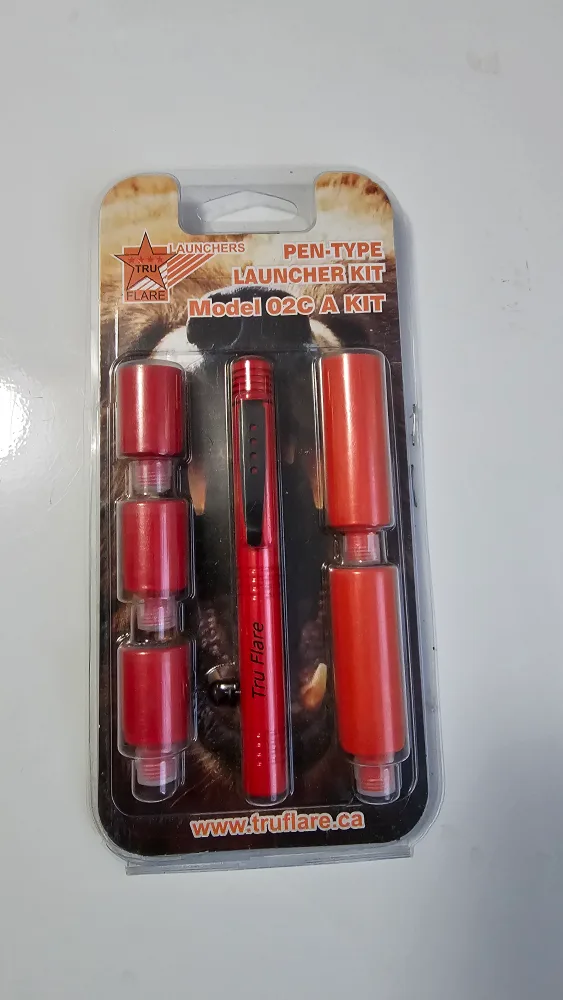 LAUNCHERS
TRU
FLARE
PEN-TYPE
LAUNCHER KIT
Model 02C A KIT
Tru Flare
www.truflare.ca